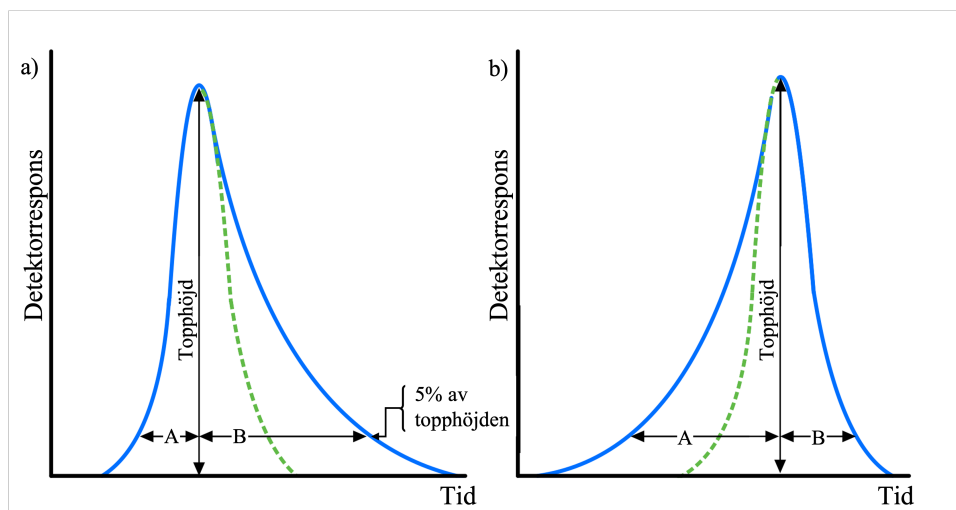 a)
Detektorrespons
Topphöjd
A
B
5% av
topphöjden
Tid
b)
Detektorrespons
Topphöjd
A
B
Tid